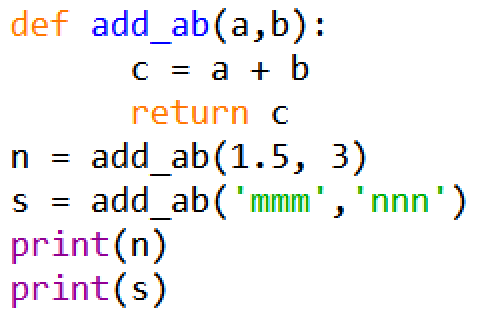 def add_ab(a,b):
      c = a + b
      return c
n = add_ab(1.5, 3)
s = add_ab('mmm','nnn')
print(n)
print(s)